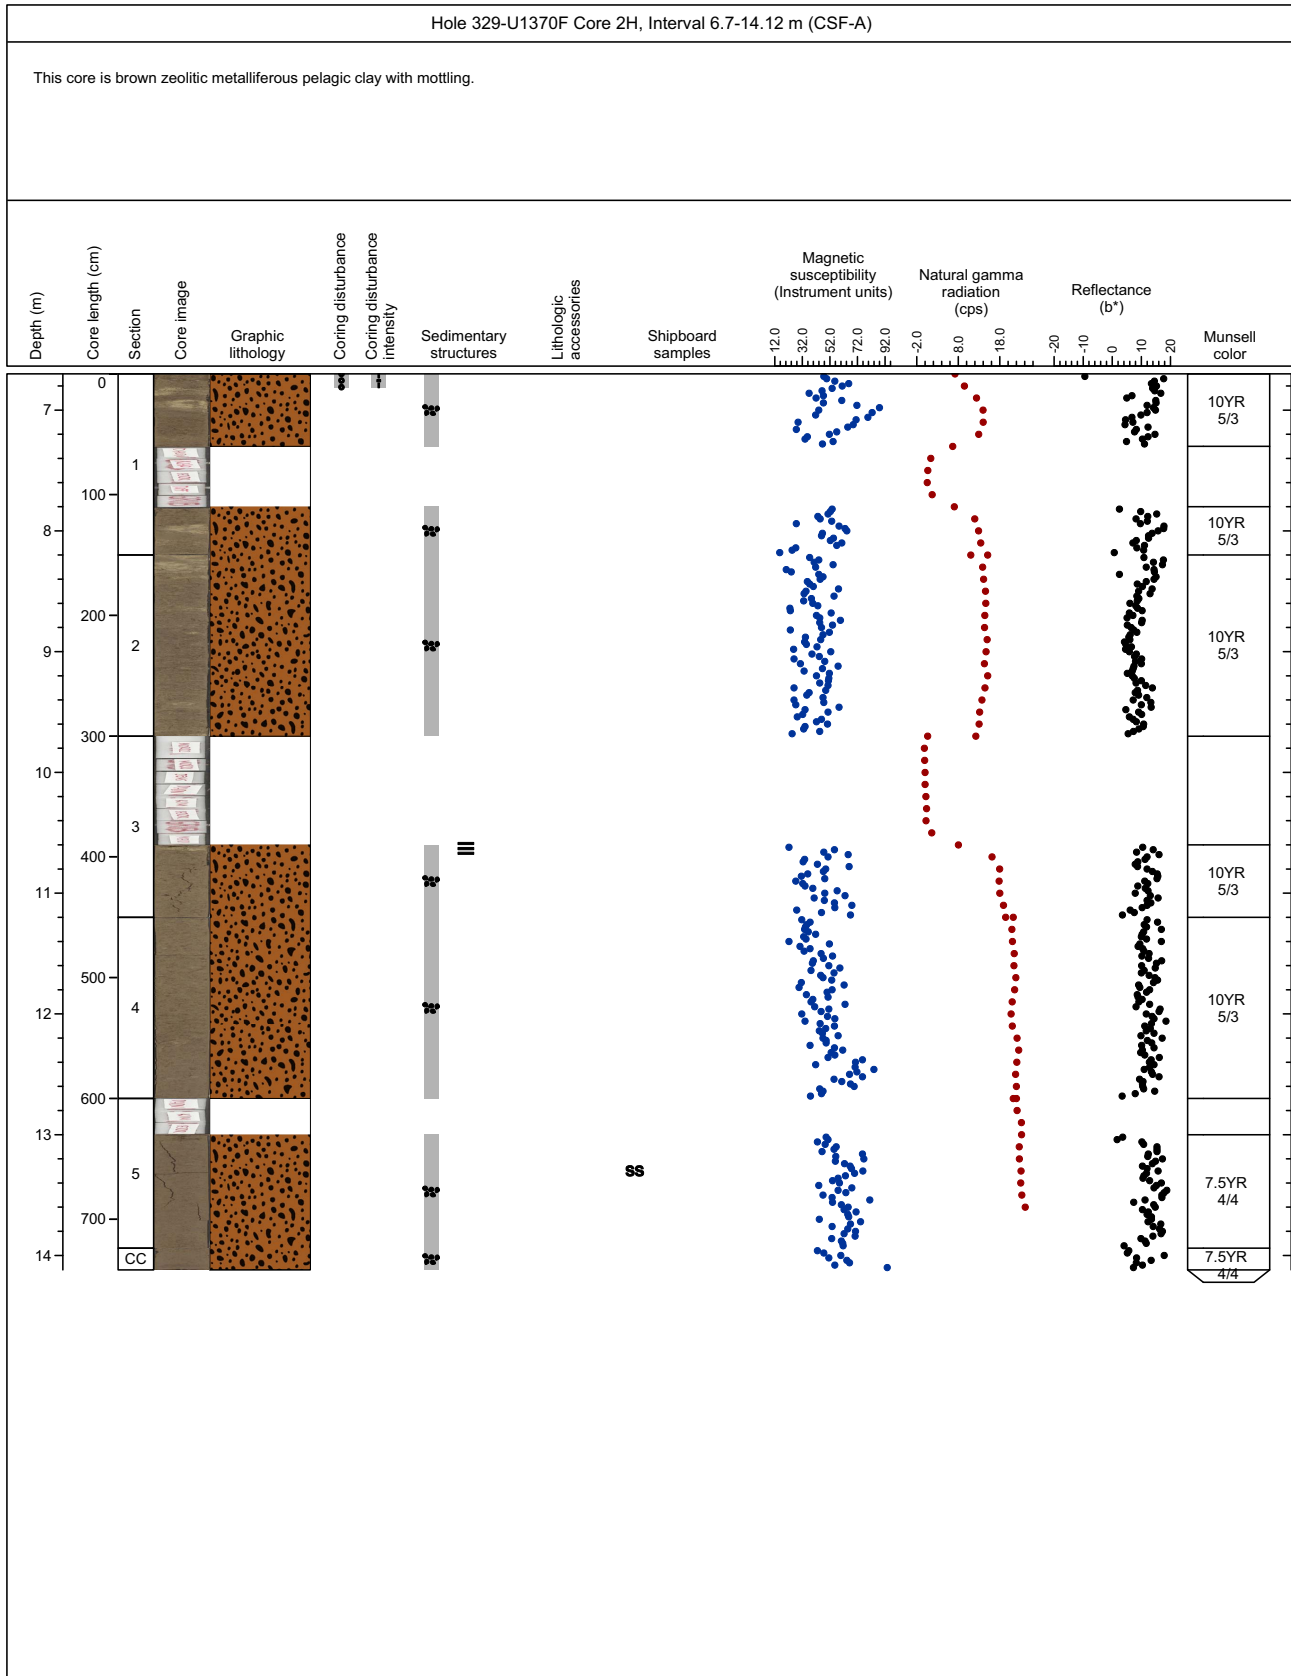 Hole 329-U1370F Core 2H, Interval 6.7-14.12 m (CSF-A)
This core is brown zeolitic metalliferous pelagic clay with mottling.
Depth (m)
Core length (cm)
Section
Core image
Graphic
lithology
Coring disturbance
Coring disturbance
intensity
Sedimentary
structures
Lithologic
accessories
Shipboard
samples
Magnetic
susceptibility
(Instrument units)
12.0 32.0 52.0 72.0 92.0
Natural gamma
radiation
(cps)
-2.0 8.0 18.0
Reflectance
(b*)
-20 -10 0 10 20
Munsell
color
0
7
10YR
5/3
1
100
8
10YR
5/3
200
2
9
10YR
5/3
300
10
3
400
11
10YR
5/3
500
4
12
10YR
5/3
600
13
5
SS
7.5YR
4/4
700
14
CC
7.5YR
4/4